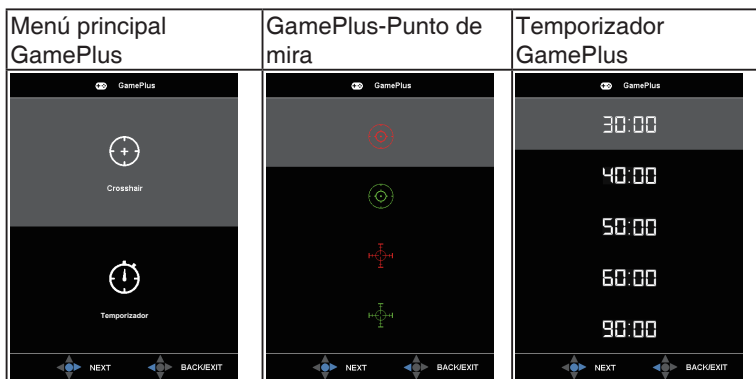 Menú principal
GamePlus
GamePlus-Punto de
mira
Temporizador
GamePlus
GamePlus
Crosshair
Temporizador
NEXT BACK/EXIT
GamePlus
NEXT BACK/EXIT
GamePlus
30:00
40:00
50:00
60:00
90:00
NEXT BACK/EXIT